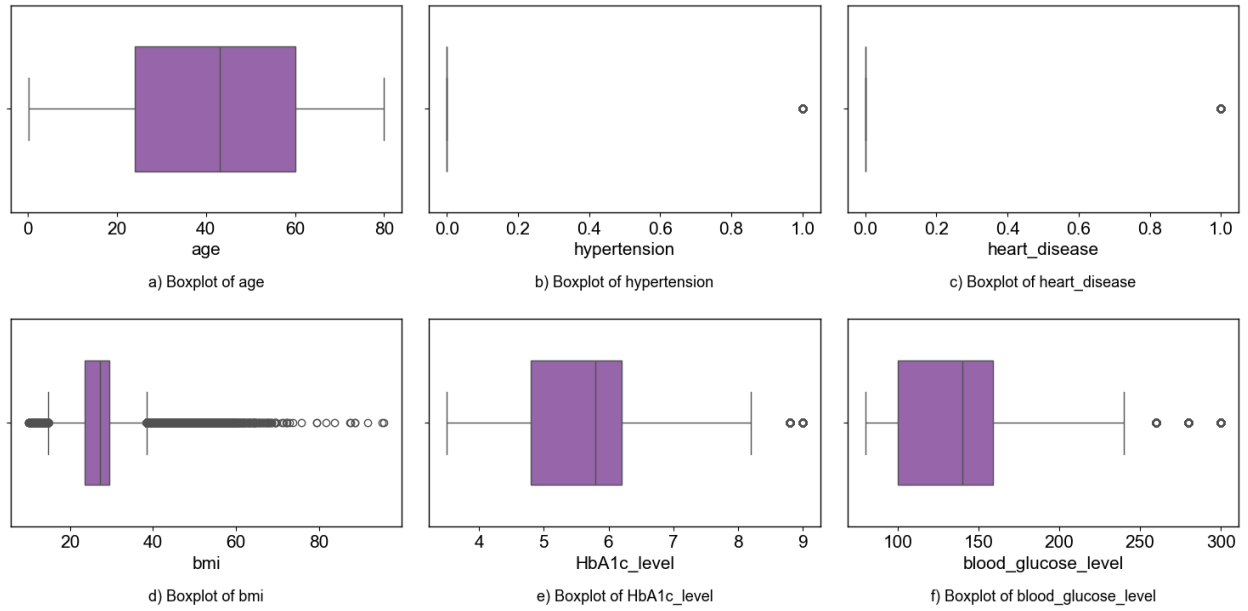 0 20 40 60 80
age
a) Boxplot of age
0.0 0.2 0.4 0.6 0.8 1.0
hypertension
b) Boxplot of hypertension
0.0 0.2 0.4 0.6 0.8 1.0
heart_disease
c) Boxplot of heart_disease
20 40 60 80
bmi
d) Boxplot of bmi
4 5 6 7 8 9
HbA1c_level
e) Boxplot of HbA1c_level
100 150 200 250 300
blood_glucose_level
f) Boxplot of blood_glucose_level